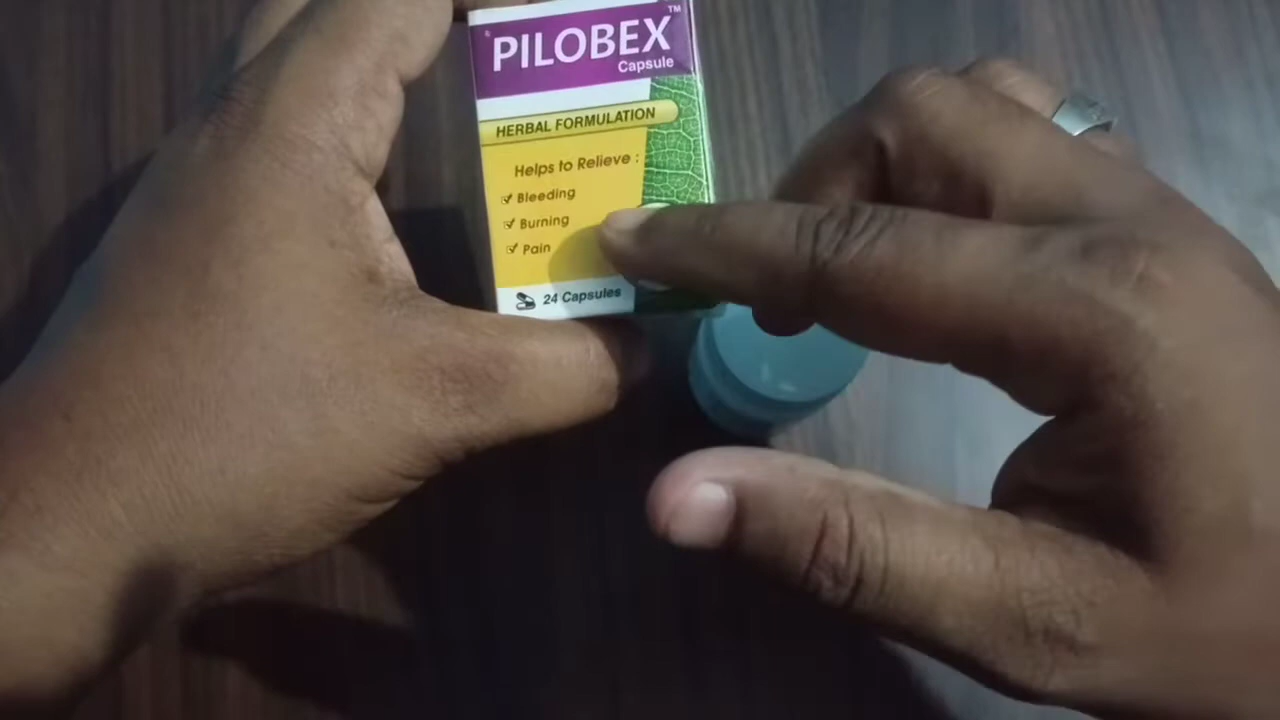 PILOBEX™
Capsule
HERBAL FORMULATION
Helps to Relieve :
Bleeding
Burning
Pain
24 Capsules